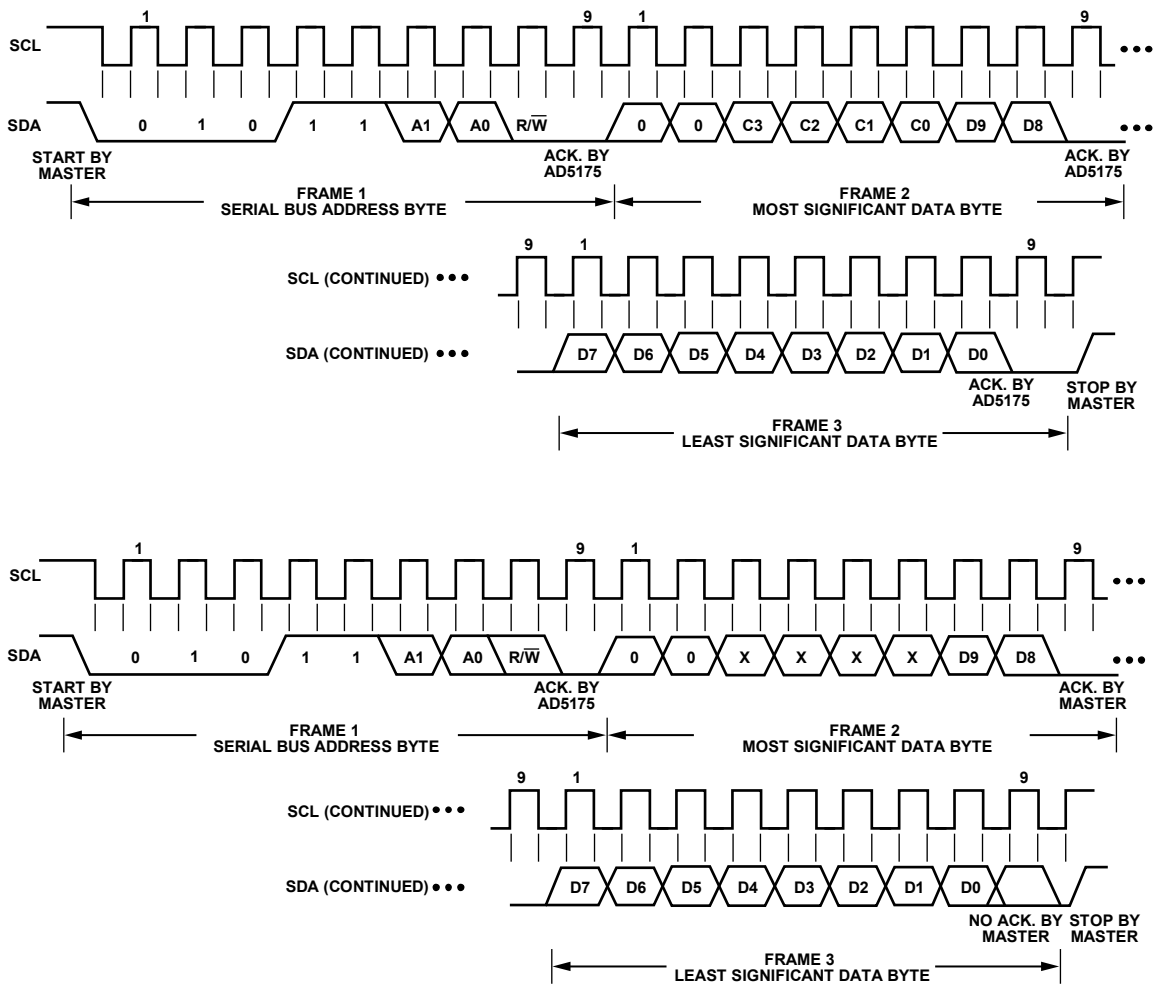 1 9 1 9
SCL
SDA 0 1 0 1 1 A1 A0 R/W̅ 0 0 C3 C2 C1 C0 D9 D8
START BY MASTER
ACK. BY AD5175
ACK. BY AD5175
FRAME 1
SERIAL BUS ADDRESS BYTE
FRAME 2
MOST SIGNIFICANT DATA BYTE
9 1 9
SCL (CONTINUED)
SDA (CONTINUED) D7 D6 D5 D4 D3 D2 D1 D0
ACK. BY AD5175
STOP BY MASTER
FRAME 3
LEAST SIGNIFICANT DATA BYTE
1 9 1 9
SCL
SDA 0 1 0 1 1 A1 A0 R/W̅ 0 0 X X X X D9 D8
START BY MASTER
ACK. BY AD5175
ACK. BY MASTER
FRAME 1
SERIAL BUS ADDRESS BYTE
FRAME 2
MOST SIGNIFICANT DATA BYTE
9 1 9
SCL (CONTINUED)
SDA (CONTINUED) D7 D6 D5 D4 D3 D2 D1 D0
NO ACK. BY MASTER
STOP BY MASTER
FRAME 3
LEAST SIGNIFICANT DATA BYTE